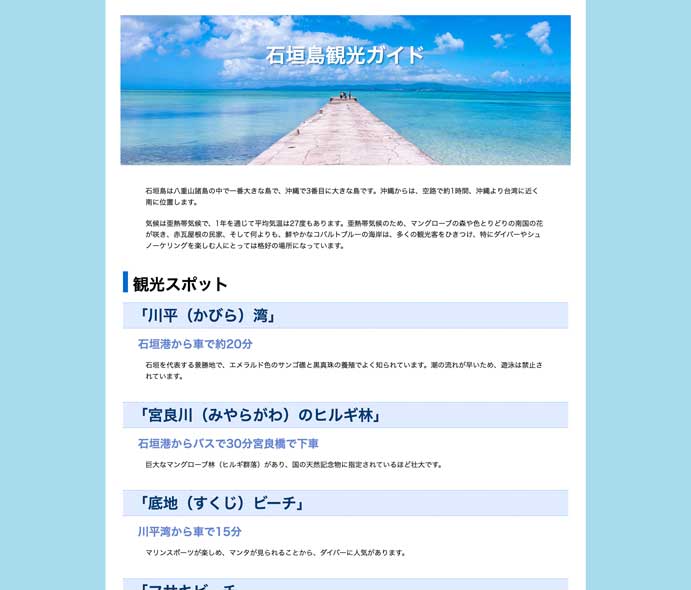 石垣島観光ガイド
石垣島は八重山諸島の中で一番大きな島で、沖縄で3番目に大きな島です。沖縄からは、空路で約1時間、沖縄より台湾に近く
南に位置します。
気候は亜熱帯気候で、1年を通じて平均気温は27度もあります。亜熱帯気候のため、マングローブの森や色とりどりの南国の花
が咲き、赤瓦屋根の民家、そして何よりも、鮮やかなコバルトブルーの海岸は、多くの観光客をひきつけ、特にダイバーやシュ
ノーケリングを楽しむ人にとっては格好の場所になっています。
観光スポット
「川平（かびら）湾」
石垣港から車で約20分
石垣を代表する景勝地で、エメラルド色のサンゴ礁と黒真珠の養殖でよく知られています。潮の流れが早いため、遊泳は禁止さ
れています。
「宮良川（みやらがわ）のヒルギ林」
石垣港からバスで30分宮良橋で下車
巨大なマングローブ林（ヒルギ群落）があり、国の天然記念物に指定されているほど壮大です。
「底地（すくじ）ビーチ」
川平湾から車で15分
マリンスポーツが楽しめ、マンタが見られることから、ダイバーに人気があります。